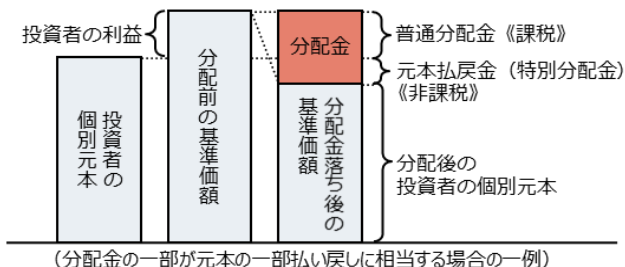 投資者の利益
投資者の
個別元本
分配前の基準価額
分配金
分配金落ち後の
基準価額
普通分配金《課税》
元本払戻金（特別分配金）
《非課税》
分配後の
投資者の個別元本
（分配金の一部が元本の一部払い戻しに相当する場合の一例）